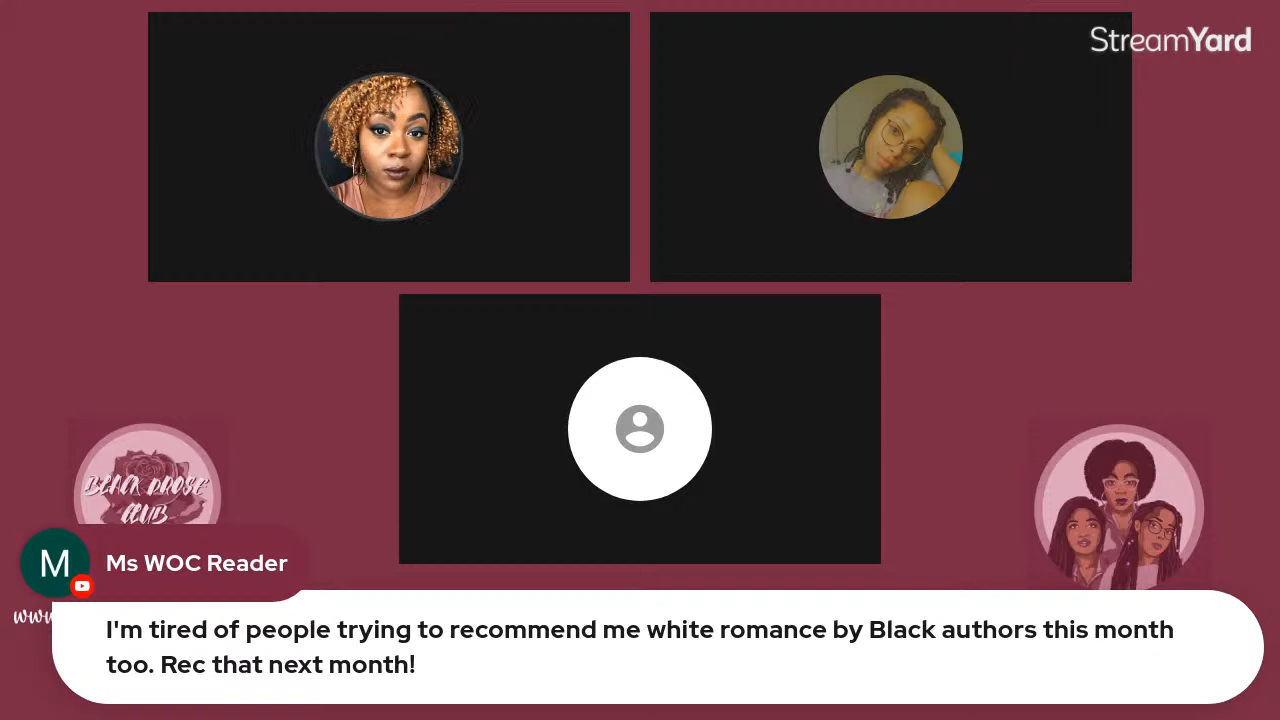 StreamYard
BLACK PROSE
CLUB
M
Ms WOC Reader
www
I'm tired of people trying to recommend me white romance by Black authors this month
too. Rec that next month!